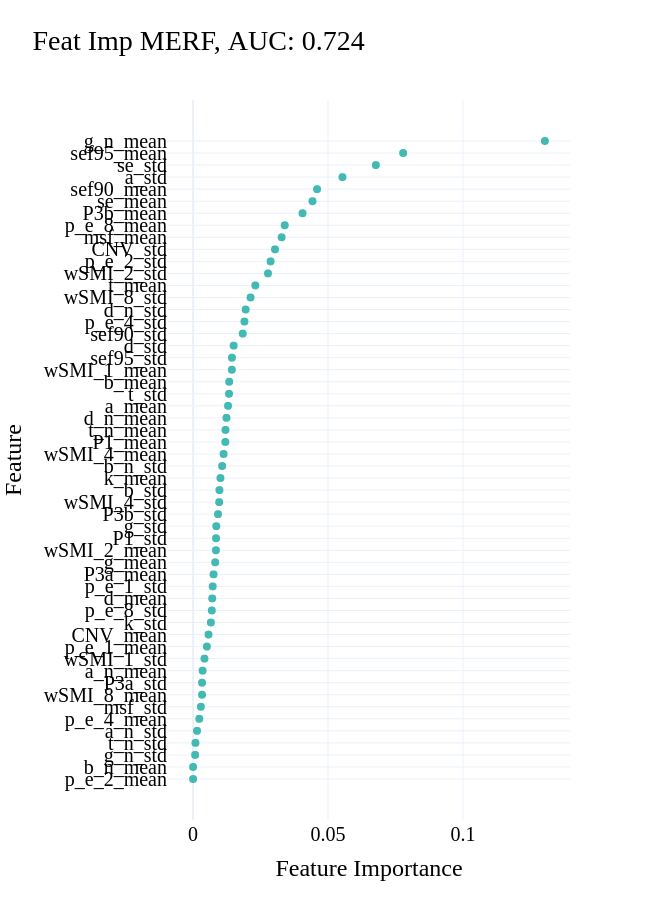 Feat Imp MERF, AUC: 0.724
g_n_mean
sef95_mean
se_std
a_std
sef90_mean
se_mean
P3b_mean
p_e_8_mean
msf_mean
CNV_std
p_e_2_std
wSMI_2_std
t_mean
wSMI_8_std
d_n_std
p_e_4_std
sef90_std
d_std
sef95_std
wSMI_1_mean
b_mean
t_std
a_mean
d_n_mean
t_n_mean
P1_mean
wSMI_4_mean
b_n_std
k_mean
b_std
wSMI_4_std
P3b_std
g_std
P1_std
wSMI_2_mean
g_mean
P3a_mean
p_e_1_std
d_mean
p_e_8_std
k_std
CNV_mean
p_e_1_mean
wSMI_1_std
a_n_mean
P3a_std
wSMI_8_mean
msf_std
p_e_4_mean
a_n_std
t_n_std
g_n_std
b_n_mean
p_e_2_mean
Feature
0 0.05 0.1
Feature Importance